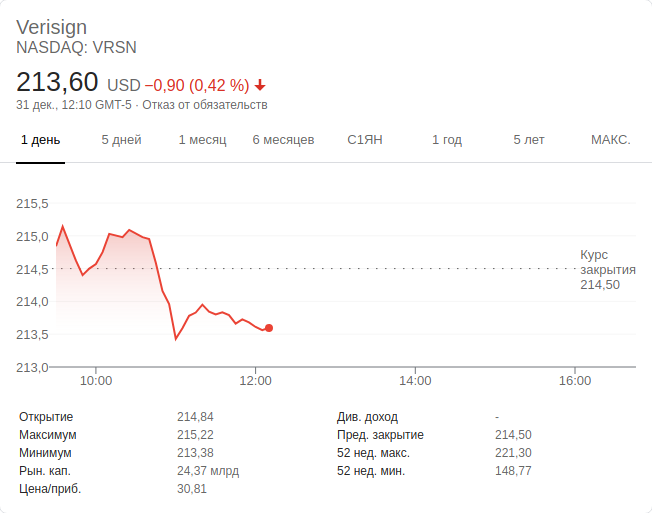 Verisign
NASDAQ: VRSN
213,60 USD −0,90 (0,42 %)
31 дек., 12:10 GMT-5 · Отказ от обязательств
1 день 5 дней 1 месяц 6 месяцев С1ЯН 1 год 5 лет МАКС.
215,5
215,0
214,5
214,0
213,5
213,0
Курс
закрытия
214,50
10:00 12:00 14:00 16:00
Открытие 214,84 Див. доход -
Максимум 215,22 Пред. закрытие 214,50
Минимум 213,38 52 нед. макс. 221,30
Рын. кап. 24,37 млрд 52 нед. мин. 148,77
Цена/приб. 30,81